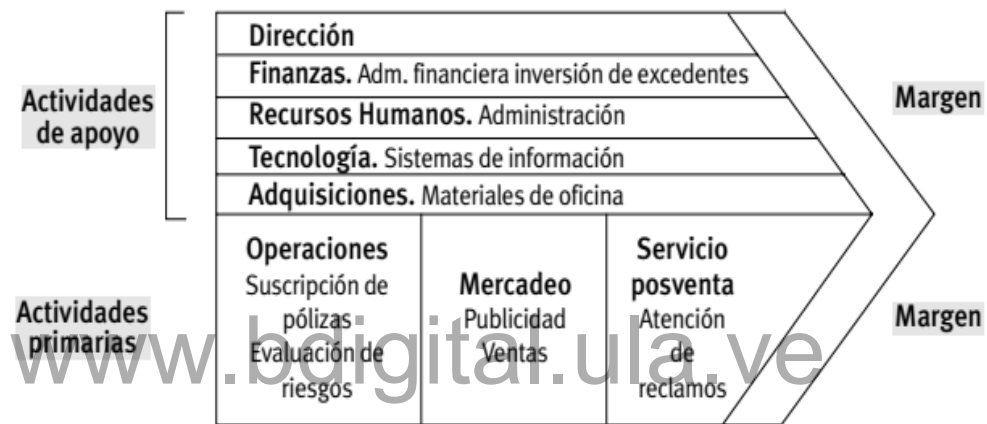 Dirección
Finanzas. Adm. financiera inversión de excedentes
Recursos Humanos. Administración
Tecnología. Sistemas de información
Adquisiciones. Materiales de oficina
Actividades
de apoyo
Margen
Operaciones
Suscripción de
pólizas
Evaluación de
riesgos
Mercadeo
Publicidad
Ventas
Servicio
posventa
Atención
de
reclamos
Actividades
primarias
Margen
www.bdigital.ula.ve